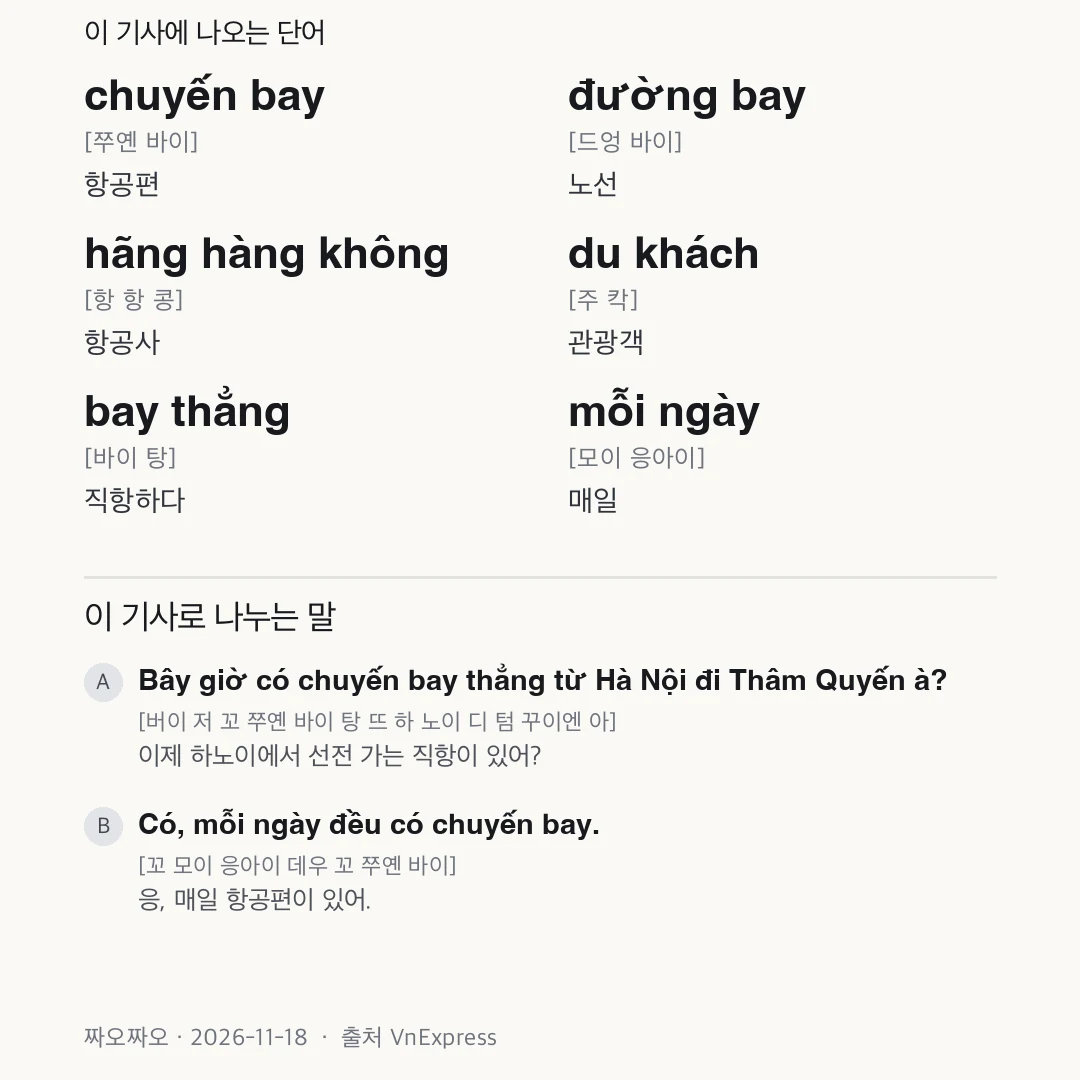 이 기사에 나오는 단어
chuyến bay
[쭈옌 바이]
항공편
đường bay
[드엉 바이]
노선
hãng hàng không
[항 항 콩]
항공사
du khách
[주 칵]
관광객
bay thẳng
[바이 탕]
직항하다
mỗi ngày
[모이 응아이]
매일
이 기사로 나누는 말
A Bây giờ có chuyến bay thẳng từ Hà Nội đi Thâm Quyến à?
[버이 저 꼬 쭈옌 바이 탕 뜨 하 노이 디 텀 꾸이엔 아]
이제 하노이에서 선전 가는 직항이 있어?
B Có, mỗi ngày đều có chuyến bay.
[꼬 모이 응아이 데우 꼬 쭈옌 바이]
응, 매일 항공편이 있어.
짜오짜오 · 2026-11-18 · 출처 VnExpress